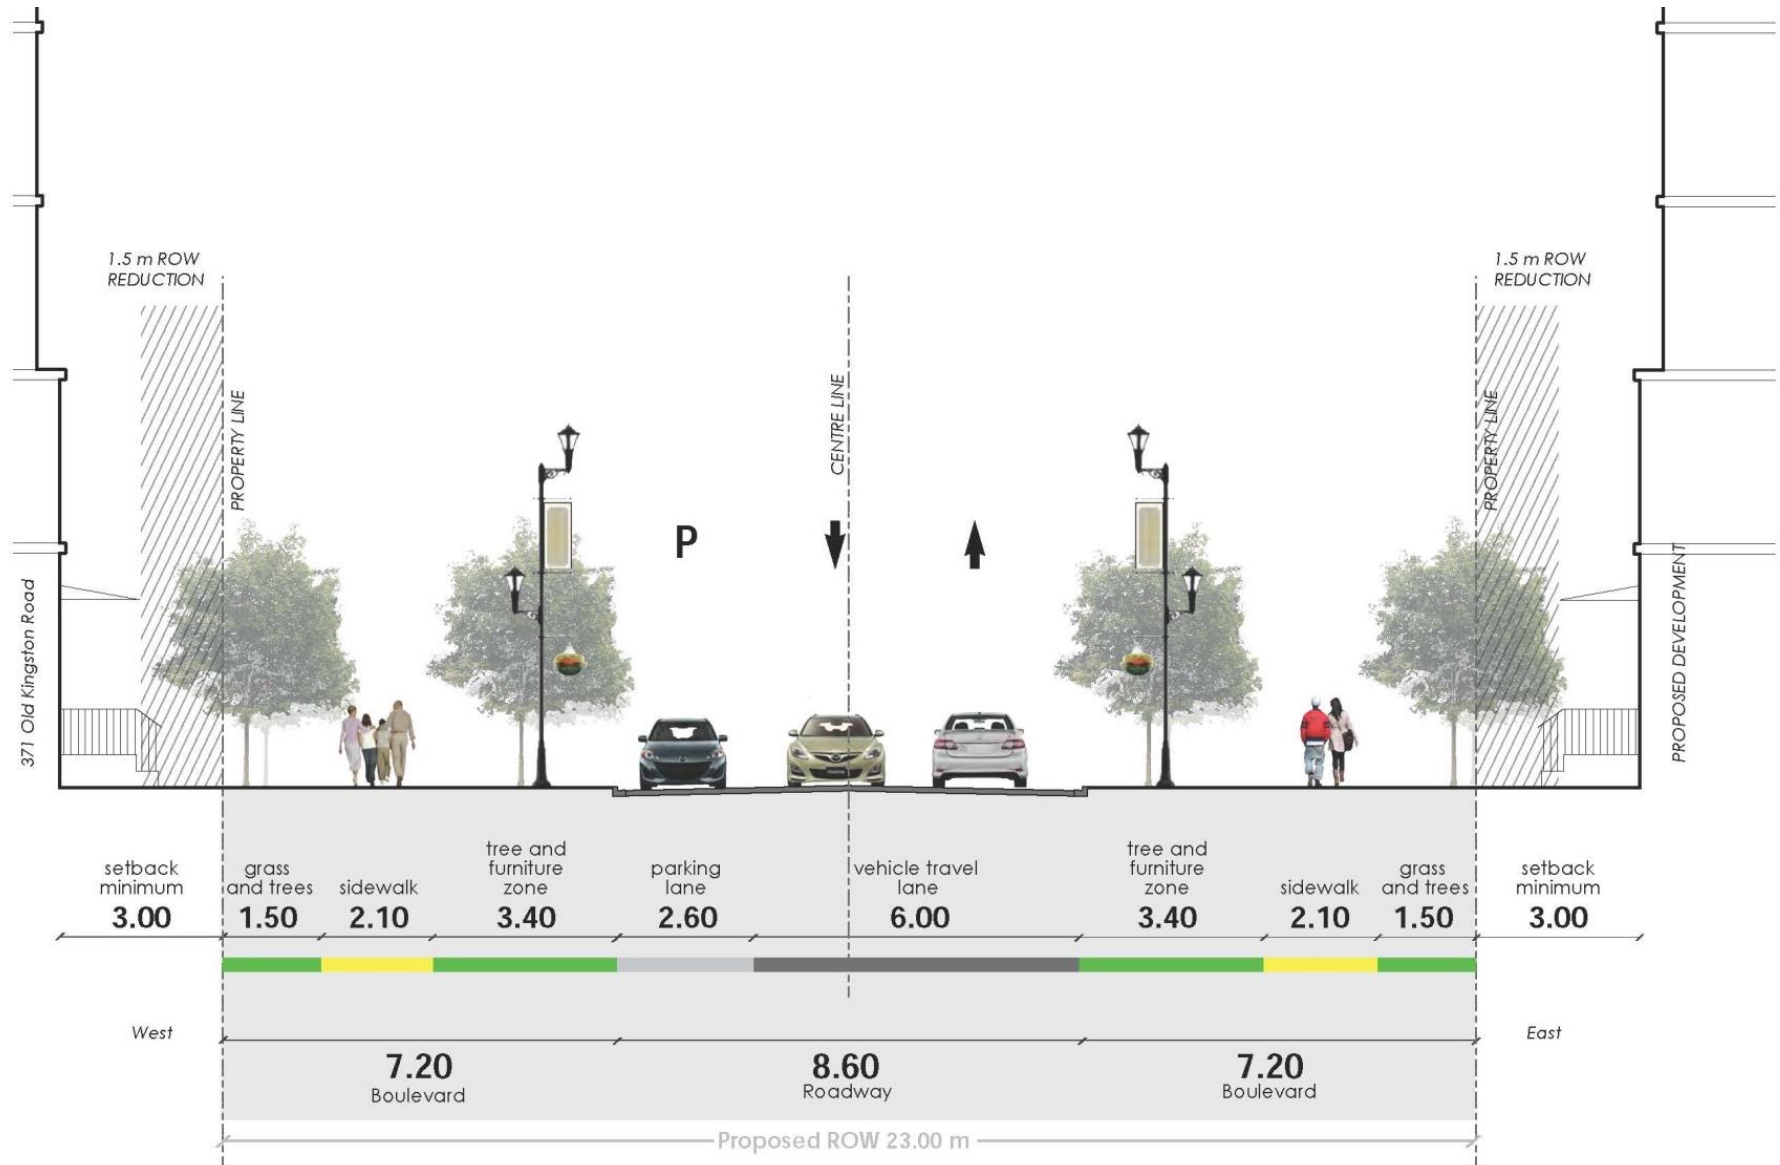 1.5 m ROW
REDUCTION
1.5 m ROW
REDUCTION
PROPERTY LINE
CENTRE LINE
PROPERTY LINE
P
371 Old Kingston Road
PROPOSED DEVELOPMENT
setback
minimum
3.00
grass
and trees
1.50
sidewalk
2.10
tree and
furniture
zone
3.40
parking
lane
2.60
vehicle travel
lane
6.00
tree and
furniture
zone
3.40
sidewalk
2.10
grass
and trees
1.50
setback
minimum
3.00
West
East
7.20
Boulevard
8.60
Roadway
7.20
Boulevard
Proposed ROW 23.00 m